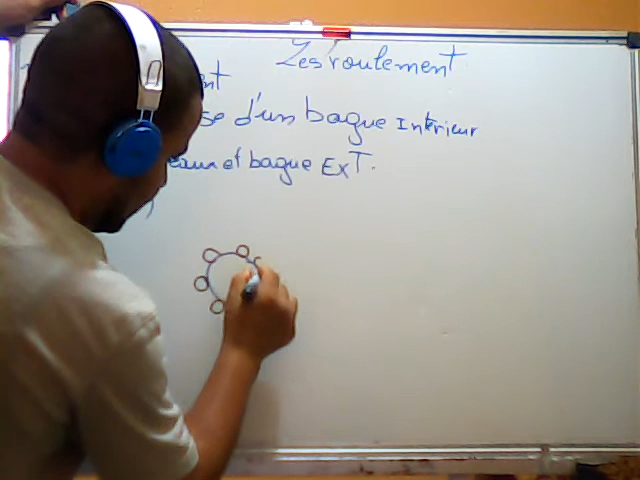 Les roulement
nt
se d'un bague Intérieur
eaux et bague ExT.